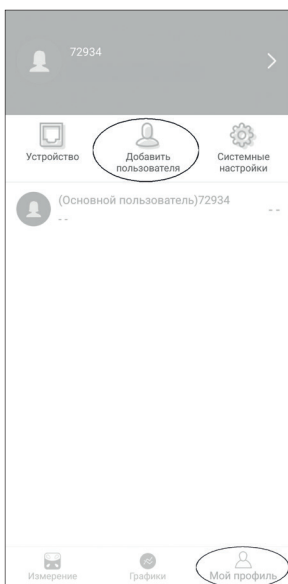 72934
Устройство
Добавить
пользователя
Системные
настройки
(Основной пользователь)72934
- -
- -
Измерение
Графики
Мой профиль